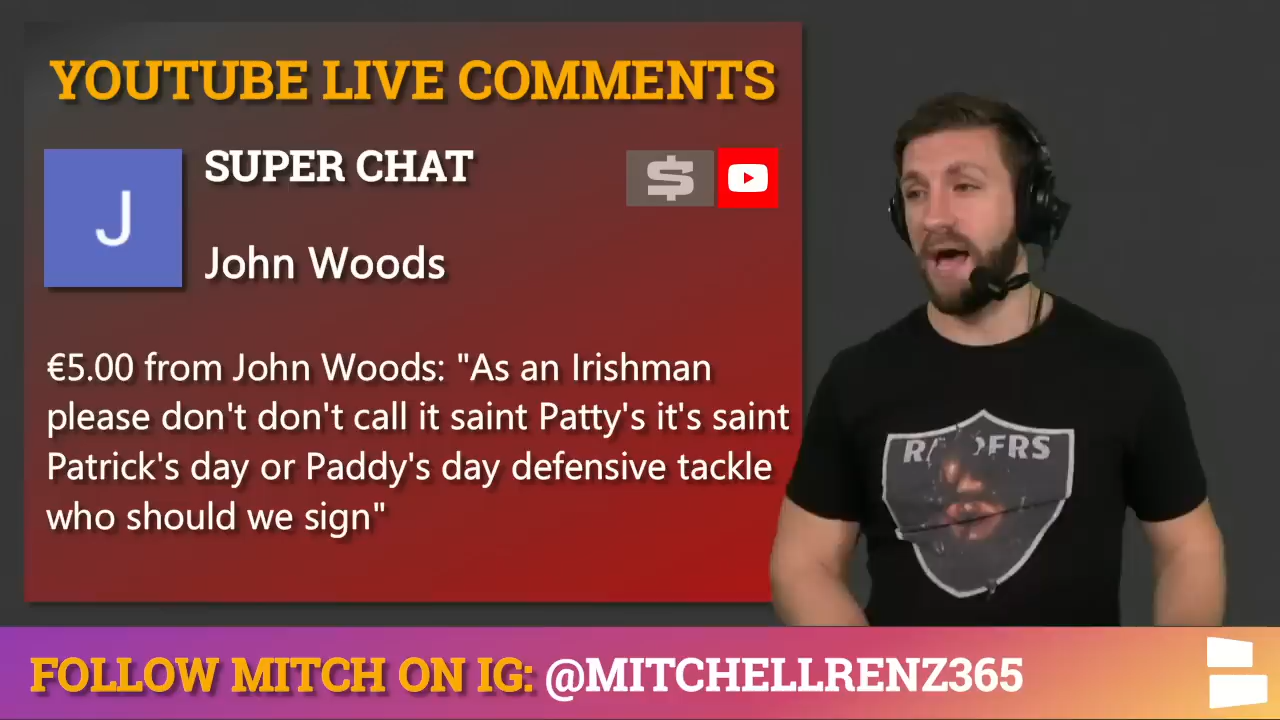 YOUTUBE LIVE COMMENTS
J
SUPER CHAT
$
John Woods
€5.00 from John Woods: "As an Irishman
please don't don't call it saint Patty's it's saint
Patrick's day or Paddy's day defensive tackle
who should we sign"
FOLLOW MITCH ON IG: @MITCHELLRENZ365